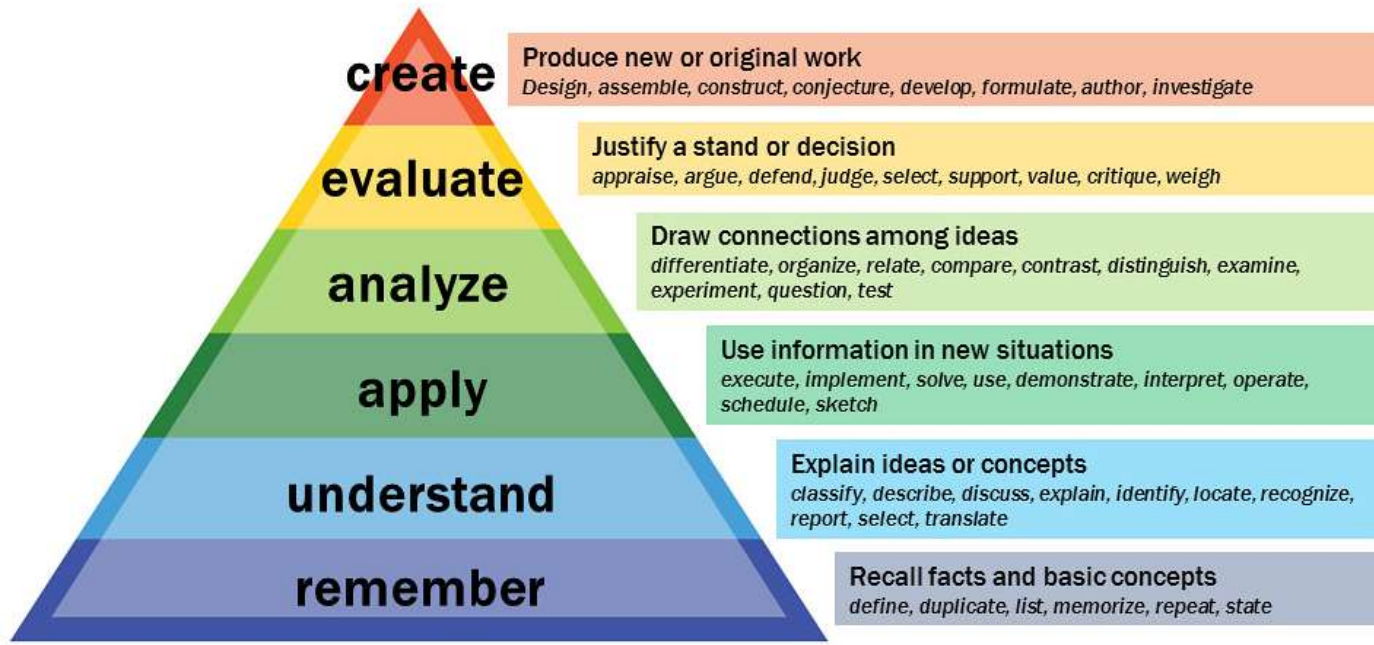 create
Produce new or original work
Design, assemble, construct, conjecture, develop, formulate, author, investigate
evaluate
Justify a stand or decision
appraise, argue, defend, judge, select, support, value, critique, weigh
analyze
Draw connections among ideas
differentiate, organize, relate, compare, contrast, distinguish, examine,
experiment, question, test
apply
Use information in new situations
execute, implement, solve, use, demonstrate, interpret, operate,
schedule, sketch
understand
Explain ideas or concepts
classify, describe, discuss, explain, identify, locate, recognize,
report, select, translate
remember
Recall facts and basic concepts
define, duplicate, list, memorize, repeat, state